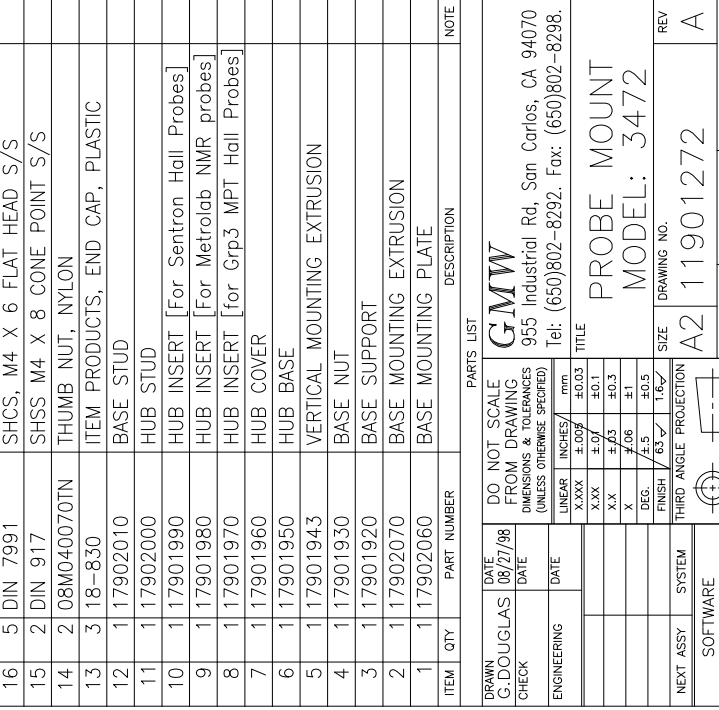 16 5 DIN 7991 SHCS, M4 X 6 FLAT HEAD S/S
15 2 DIN 917 SHSS M4 X 8 CONE POINT S/S
14 2 08M040070TN THUMB NUT, NYLON
13 3 18-830 ITEM PRODUCTS, END CAP, PLASTIC
12 1 17902010 BASE STUD
11 1 17902000 HUB STUD
10 1 17901990 HUB INSERT [For Sentron Hall Probes]
9 1 17901980 HUB INSERT [For Metrolab NMR probes]
8 1 17901970 HUB INSERT [for Grp3 MPT Hall Probes]
7 1 17901960 HUB COVER
6 1 17901950 HUB BASE
5 1 17901943 VERTICAL MOUNTING EXTRUSION
4 1 17901930 BASE NUT
3 1 17901920 BASE SUPPORT
2 1 17902070 BASE MOUNTING EXTRUSION
1 1 17902060 BASE MOUNTING PLATE
ITEM QTY PART NUMBER DESCRIPTION NOTE
PARTS LIST
DRAWN
G.DOUGLAS
DATE
08/27/98
CHECK
DATE
ENGINEERING
DATE
NEXT ASSY SYSTEM
SOFTWARE
DO NOT SCALE
FROM DRAWING
DIMENSIONS & TOLERANCES
(UNLESS OTHERWISE SPECIFIED)
LINEAR INCHES mm
X.XXX ±.005 ±0.03
X.XX ±.01 ±0.1
X.X ±.03 ±0.3
X ±.06 ±1
DEG. ±.5 ±0.5
FINISH 63 1.6
THIRD ANGLE PROJECTION
GMW
955 Industrial Rd, San Carlos, CA 94070
Tel: (650)802-8292. Fax: (650)802-8298.
TITLE
PROBE MOUNT
MODEL: 3472
SIZE
A2
DRAWING NO.
11901272
REV
A